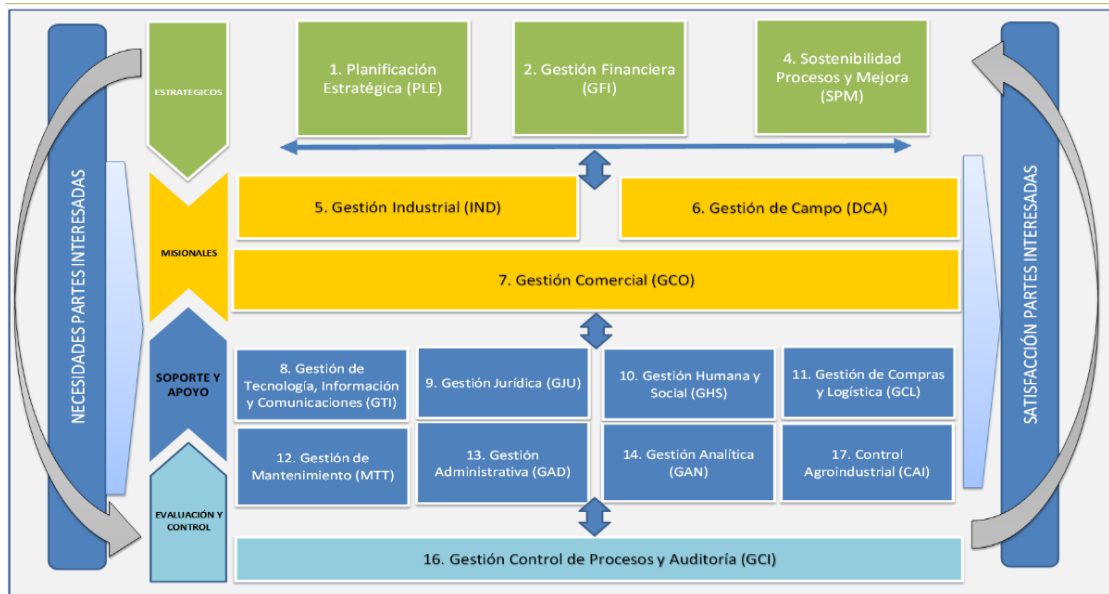 NECESIDADES PARTES INTERESADAS
ESTRATEGICOS
1. Planificación
Estratégica (PLE)
2. Gestión Financiera
(GFI)
4. Sostenibilidad
Procesos y Mejora
(SPM)
MISIONALES
5. Gestión Industrial (IND)
6. Gestión de Campo (DCA)
7. Gestión Comercial (GCO)
SOPORTE Y
APOYO
8. Gestión de
Tecnología, Información
y Comunicaciones (GTI)
9. Gestión Jurídica (GJU)
10. Gestión Humana y
Social (GHS)
11. Gestión de Compras
y Logística (GCL)
12. Gestión de
Mantenimiento (MTT)
13. Gestión
Administrativa (GAD)
14. Gestión Analítica
(GAN)
17. Control
Agroindustrial (CAI)
EVALUACIÓN Y
CONTROL
16. Gestión Control de Procesos y Auditoría (GCI)
SATISFACCIÓN PARTES INTERESADAS